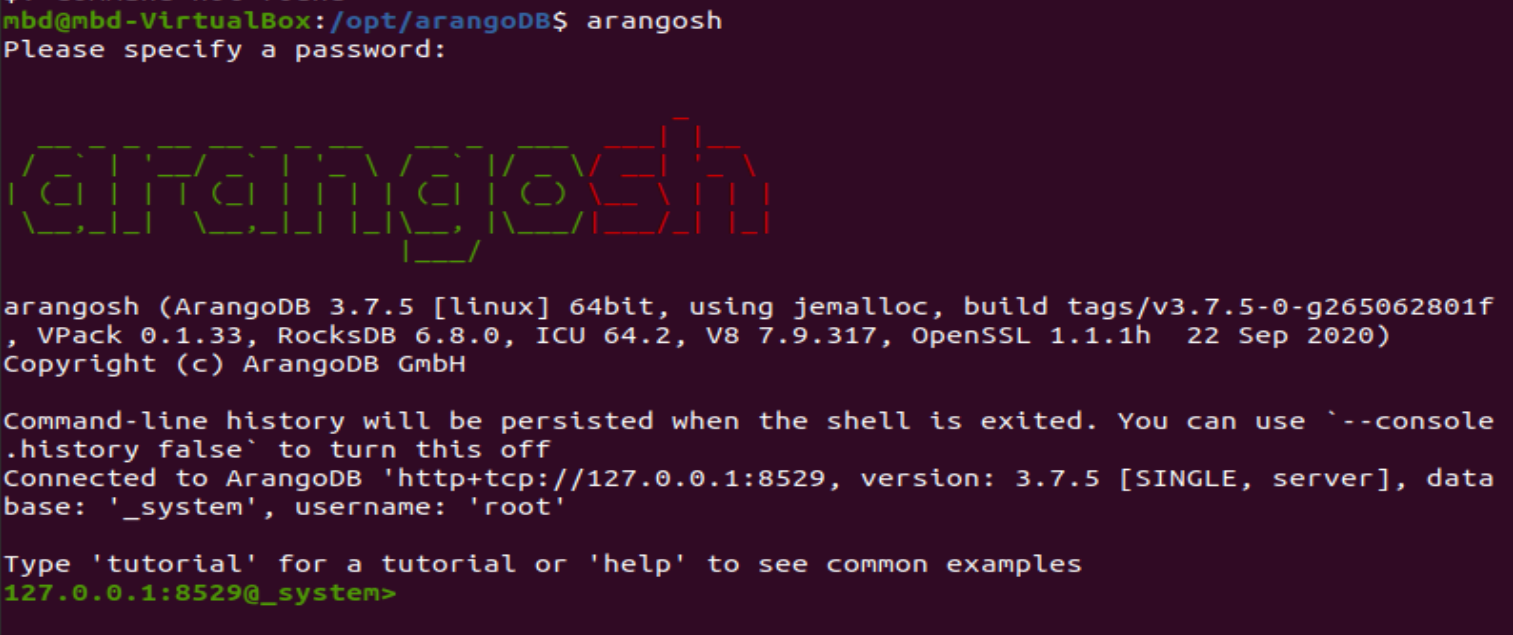 mbd@mbd-VirtualBox:/opt/arangoDB$ arangosh
Please specify a password:
arangosh
arangosh (ArangoDB 3.7.5 [linux] 64bit, using jemalloc, build tags/v3.7.5-0-g265062801f
, VPack 0.1.33, RocksDB 6.8.0, ICU 64.2, V8 7.9.317, OpenSSL 1.1.1h  22 Sep 2020)
Copyright (c) ArangoDB GmbH
Command-line history will be persisted when the shell is exited. You can use `--console
.history false` to turn this off
Connected to ArangoDB 'http+tcp://127.0.0.1:8529, version: 3.7.5 [SINGLE, server], data
base: '_system', username: 'root'
Type 'tutorial' for a tutorial or 'help' to see common examples
127.0.0.1:8529@_system>